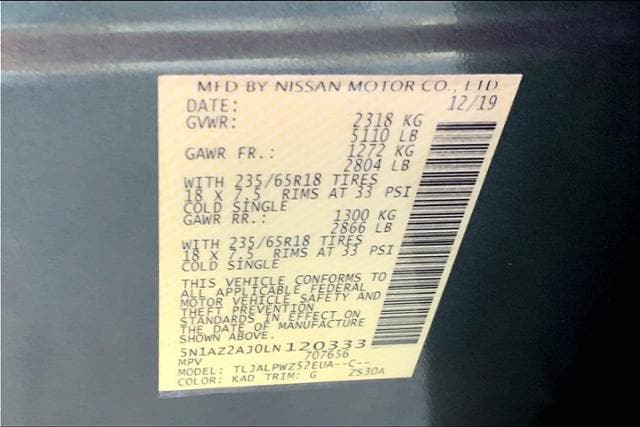 MFD BY NISSAN MOTOR CO., LTD.
DATE: 12/19
GVWR: 2318 KG
5110 LB
GAWR FR.: 1272 KG
2804 LB
WITH 235/65R18 TIRES
18 X 7.5 RIMS AT 33 PSI
COLD SINGLE
GAWR RR.: 1300 KG
2866 LB
WITH 235/65R18 TIRES
18 X 7.5 RIMS AT 33 PSI
COLD SINGLE
THIS VEHICLE CONFORMS TO
ALL APPLICABLE FEDERAL
MOTOR VEHICLE SAFETY AND
THEFT PREVENTION
STANDARDS IN EFFECT ON
THE DATE OF MANUFACTURE
SHOWN ABOVE.
5N1AZ2AJ0LN120333
MPV 707656
MODEL: TLJALPWZ52EUA--C--
COLOR: KAD TRIM: G ZS30A